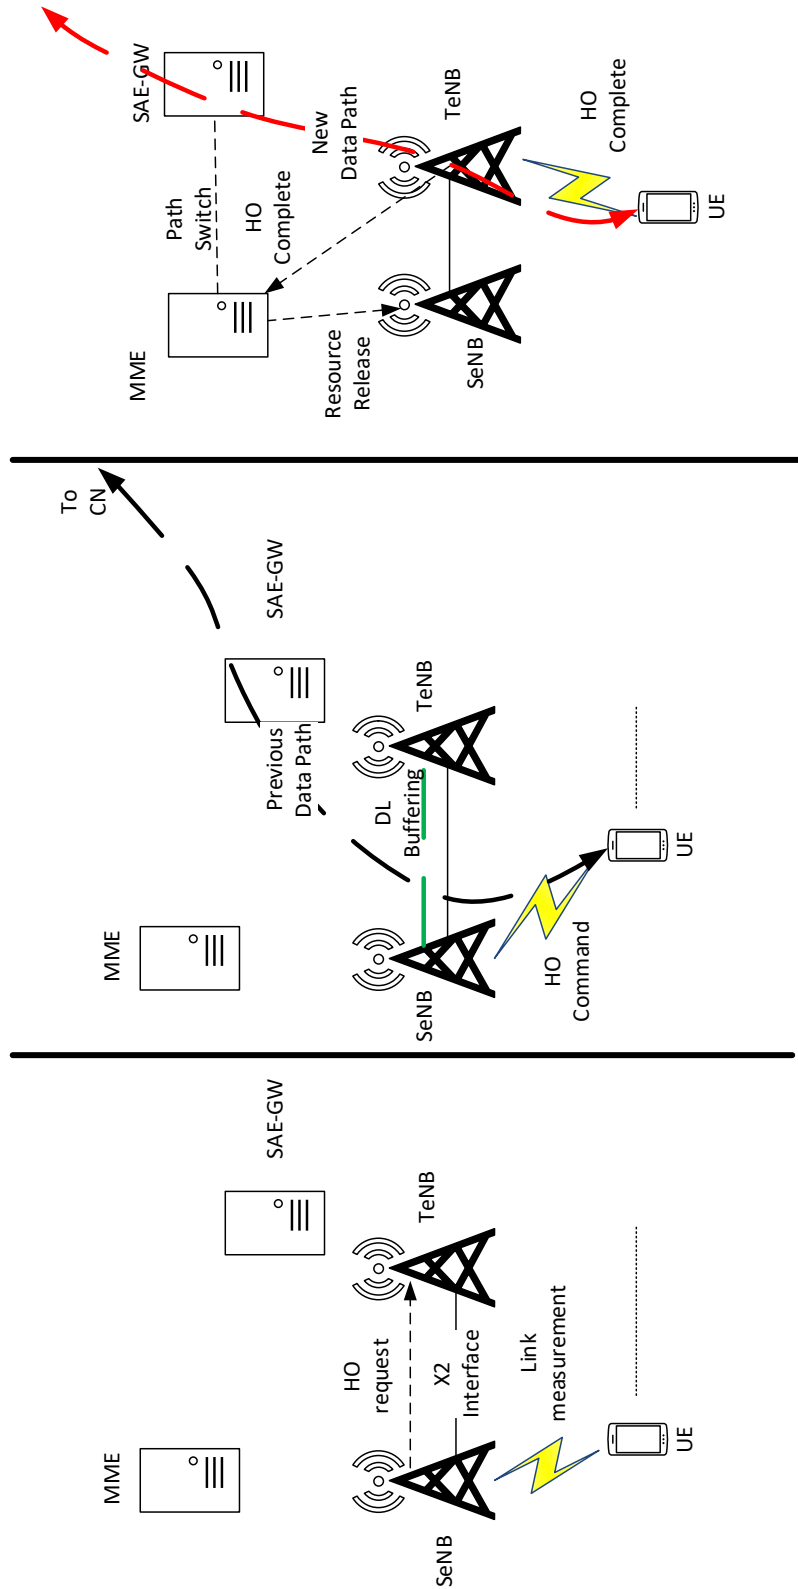 MME
SAE-GW
HO
request
SeNB
TeNB
X2
Interface
Link
measurement
UE
To
CN
MME
SAE-GW
Previous
Data Path
DL
Buffering
SeNB
TeNB
HO
Command
UE
MME
SAE-GW
Path
Switch
HO
Complete
New
Data Path
Resource
Release
SeNB
TeNB
HO
Complete
UE